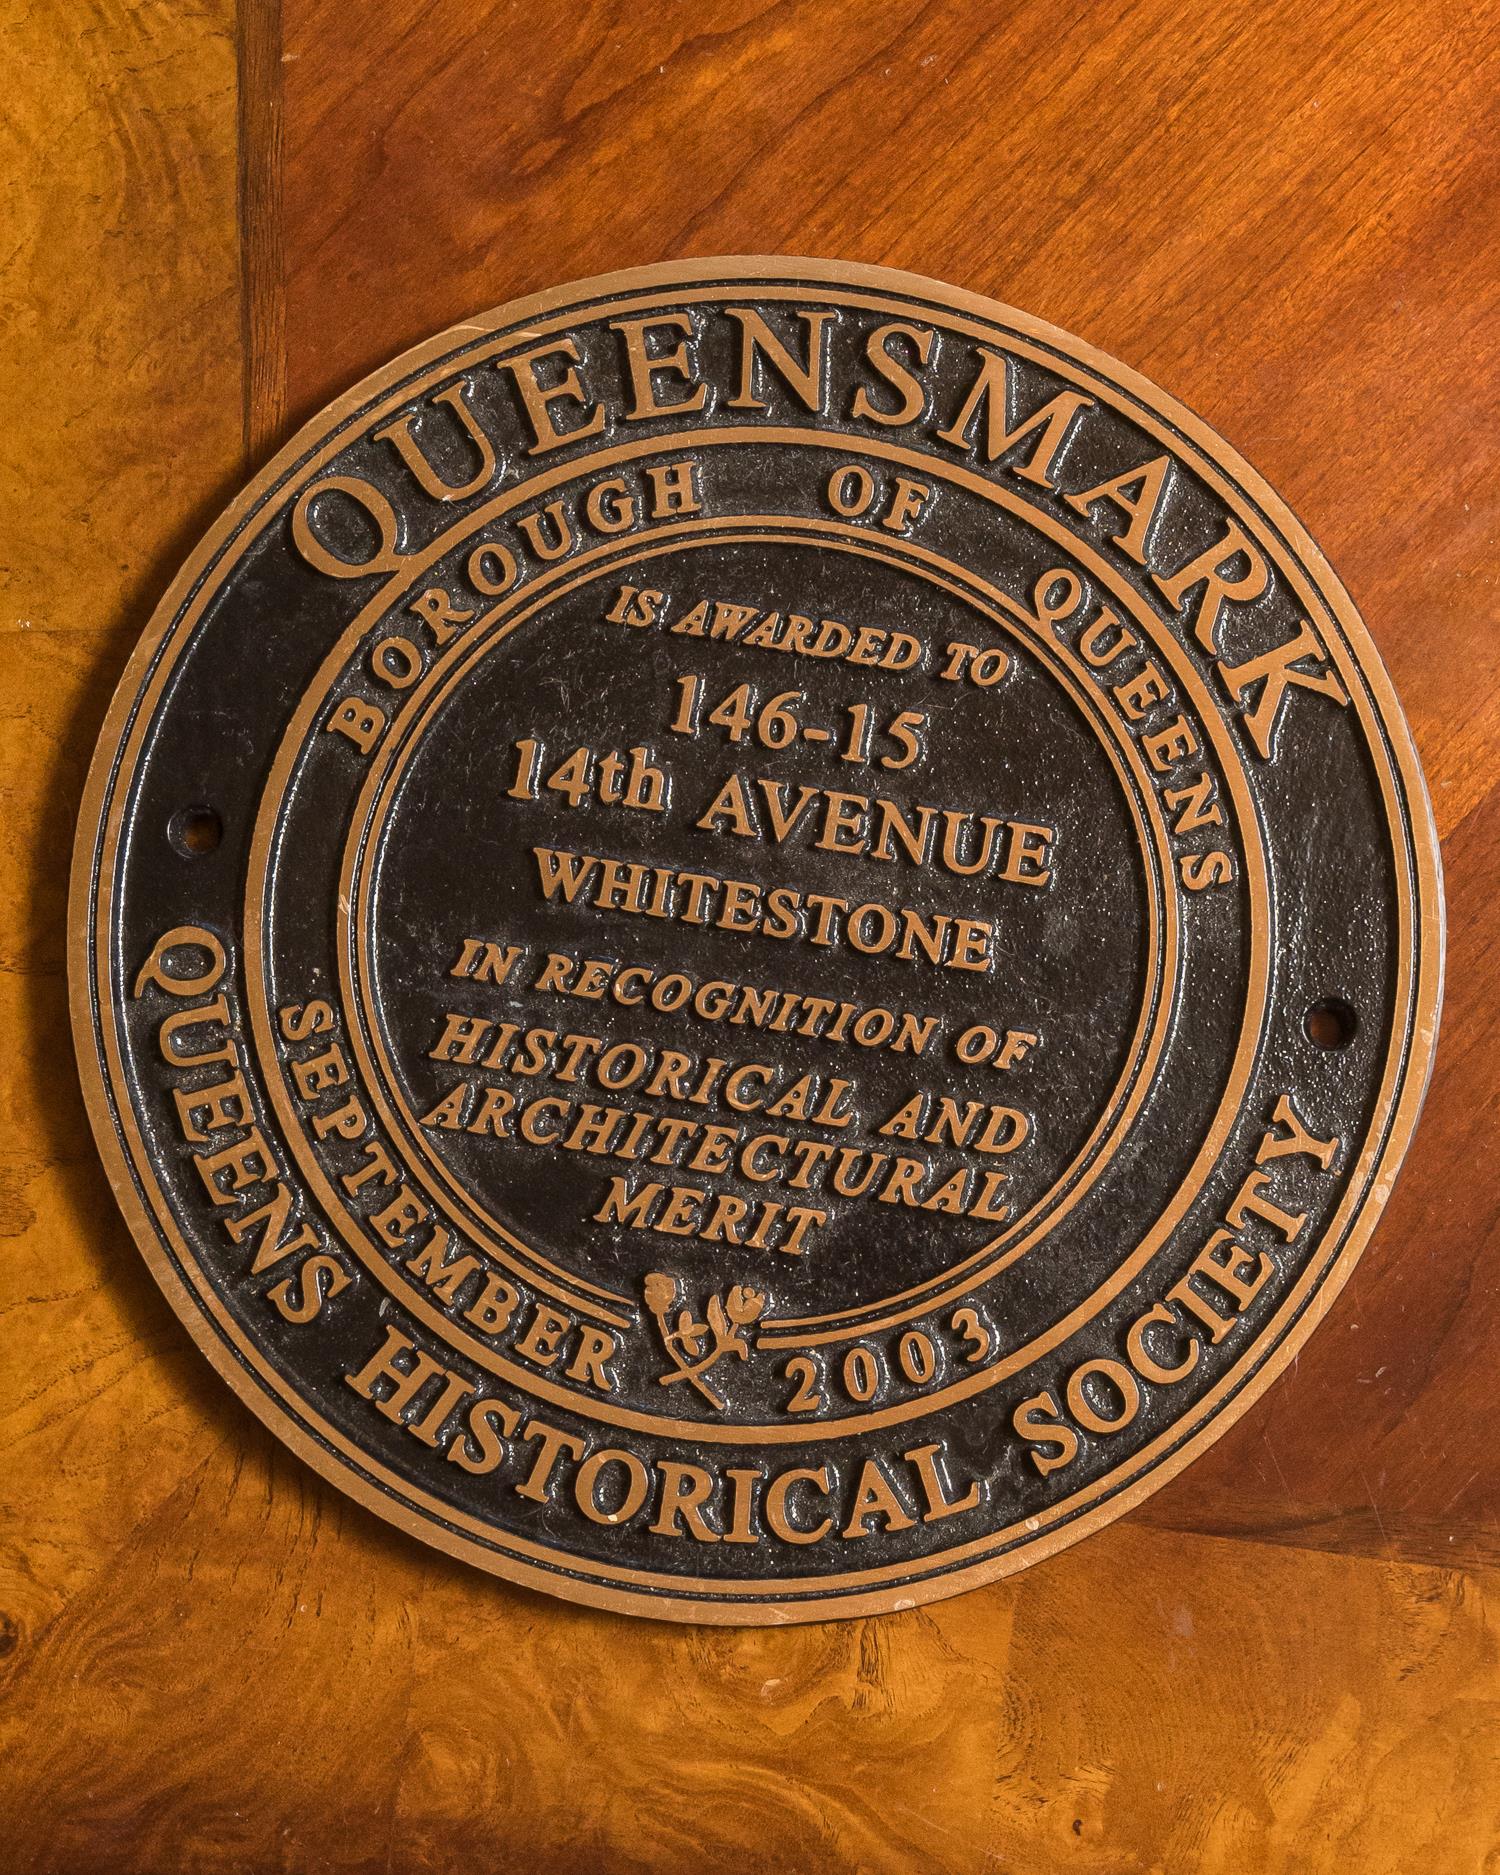 QUEENSMARK
BOROUGH OF QUEENS
IS AWARDED TO
146-15
14th AVENUE
WHITESTONE
IN RECOGNITION OF
HISTORICAL AND
ARCHITECTURAL
MERIT
SEPTEMBER 2003
QUEENS HISTORICAL SOCIETY